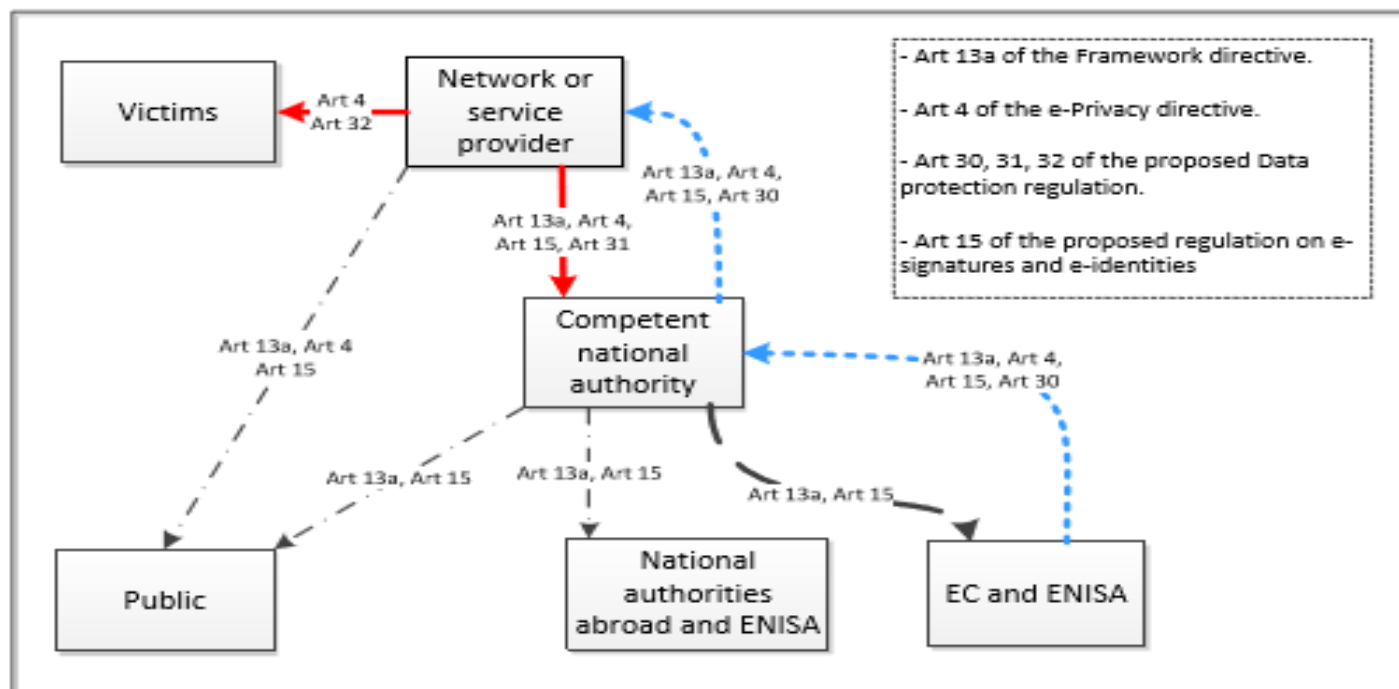 Victims
Art 4
Art 32
Network or
service
provider
- Art 13a of the Framework directive.
- Art 4 of the e-Privacy directive.
- Art 30, 31, 32 of the proposed Data
protection regulation.
- Art 15 of the proposed regulation on e-
signatures and e-identities
Art 13a, Art 4,
Art 15, Art 30
Art 13a, Art 4,
Art 15, Art 31
Art 13a, Art 4
Art 15
Competent
national
authority
Art 13a, Art 4,
Art 15, Art 30
Art 13a, Art 15
Art 13a, Art 15
Art 13a, Art 15
Public
National
authorities
abroad and ENISA
EC and ENISA